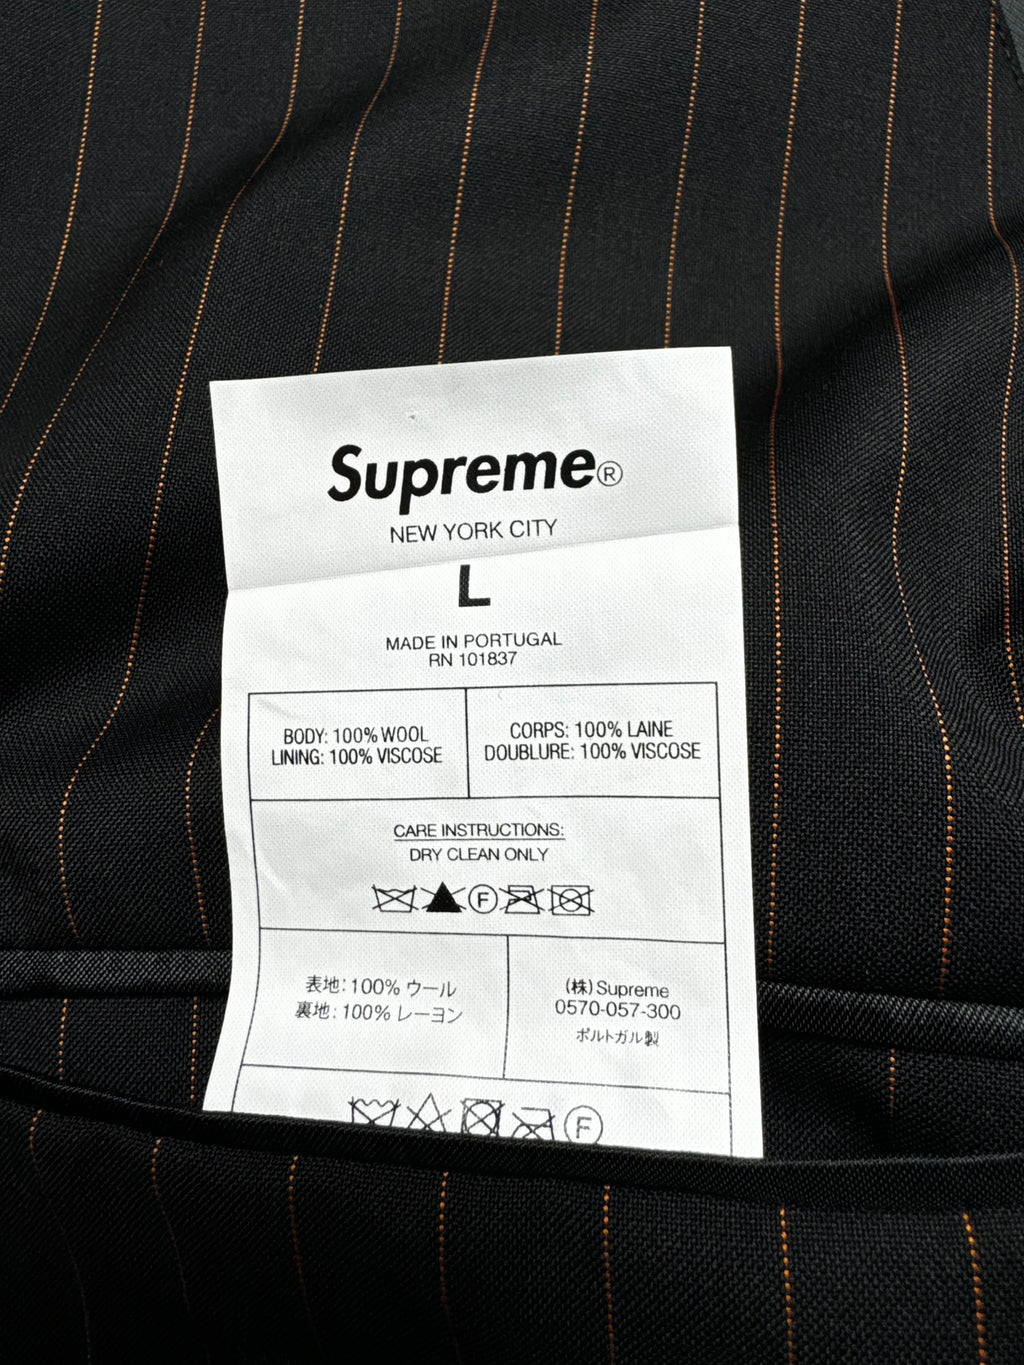 Supreme®
NEW YORK CITY
L
MADE IN PORTUGAL
RN 101837
BODY: 100% WOOL
LINING: 100% VISCOSE
CORPS: 100% LAINE
DOUBLURE: 100% VISCOSE
CARE INSTRUCTIONS:
DRY CLEAN ONLY
F
表地: 100% ウール
裏地: 100% レーヨン
(株) Supreme
0570-057-300
ポルトガル製
F